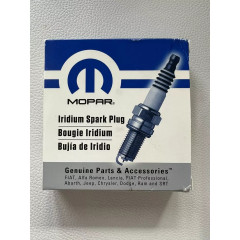 MOPAR®
Iridium Spark Plug
Bougie Iridium
Bujía de Iridio
Genuine Parts & Accessories™
FIAT, Alfa Romeo, Lancia, FIAT Professional,
Abarth, Jeep, Chrysler, Dodge, Ram and SRT